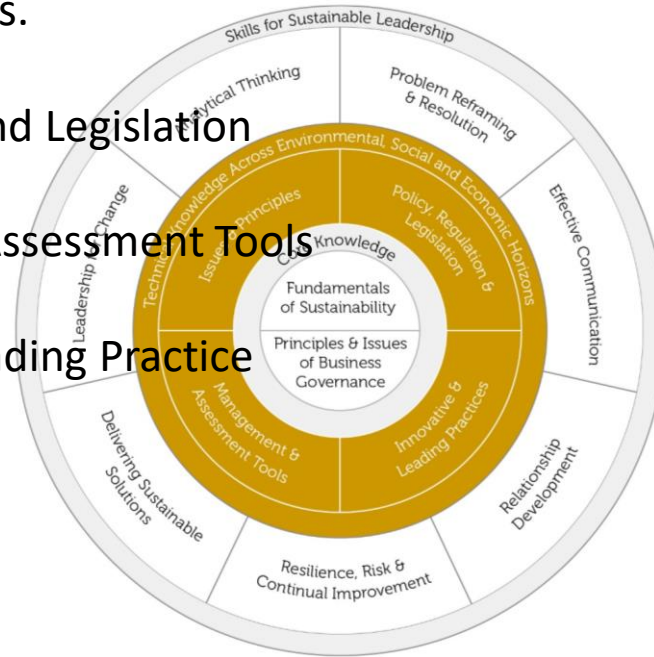 s.
nd Legislation
Assessment Tools
ading Practice
Skills for Sustainable Leadership
Analytical Thinking
Problem Reframing
& Resolution
Effective Communication
Relationship
Development
Resilience, Risk &
Continual Improvement
Delivering Sustainable
Solutions
Leadership Change
Technical Knowledge Across Environmental, Social and Economic Horizons
Issues & Principles
Policy, Regulation &
Legislation
Innovative &
Leading Practices
Management &
Assessment Tools
Core Knowledge
Fundamentals
of Sustainability
Principles & Issues
of Business
Governance